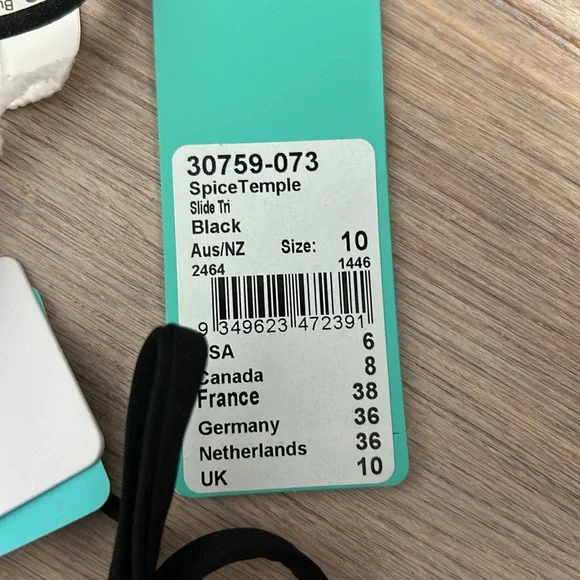 30759-073
SpiceTemple
Slide Tri
Black
Aus/NZ Size: 10
2464 1446
9 349623 472391
SA 6
Canada 8
France 38
Germany 36
Netherlands 36
UK 10